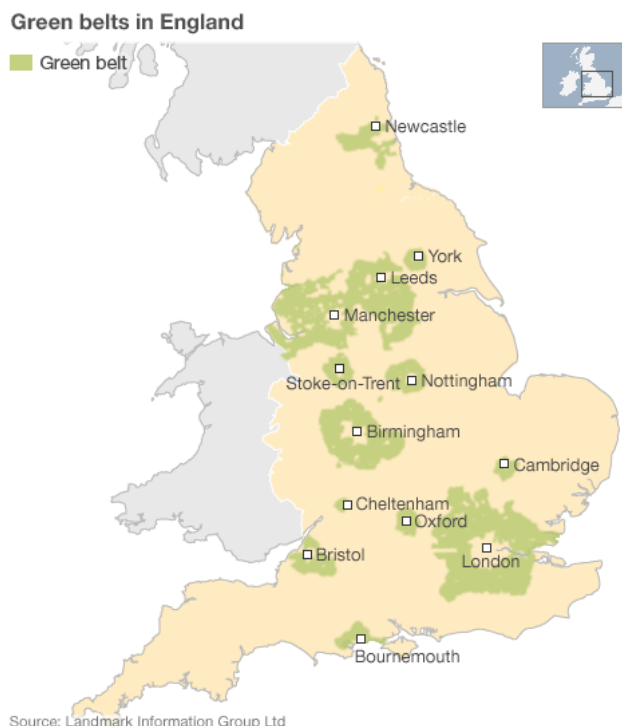 Green belts in England
Green belt
Newcastle
York
Leeds
Manchester
Stoke-on-Trent
Nottingham
Birmingham
Cambridge
Cheltenham
Oxford
Bristol
London
Bournemouth
Source: Landmark Information Group Ltd